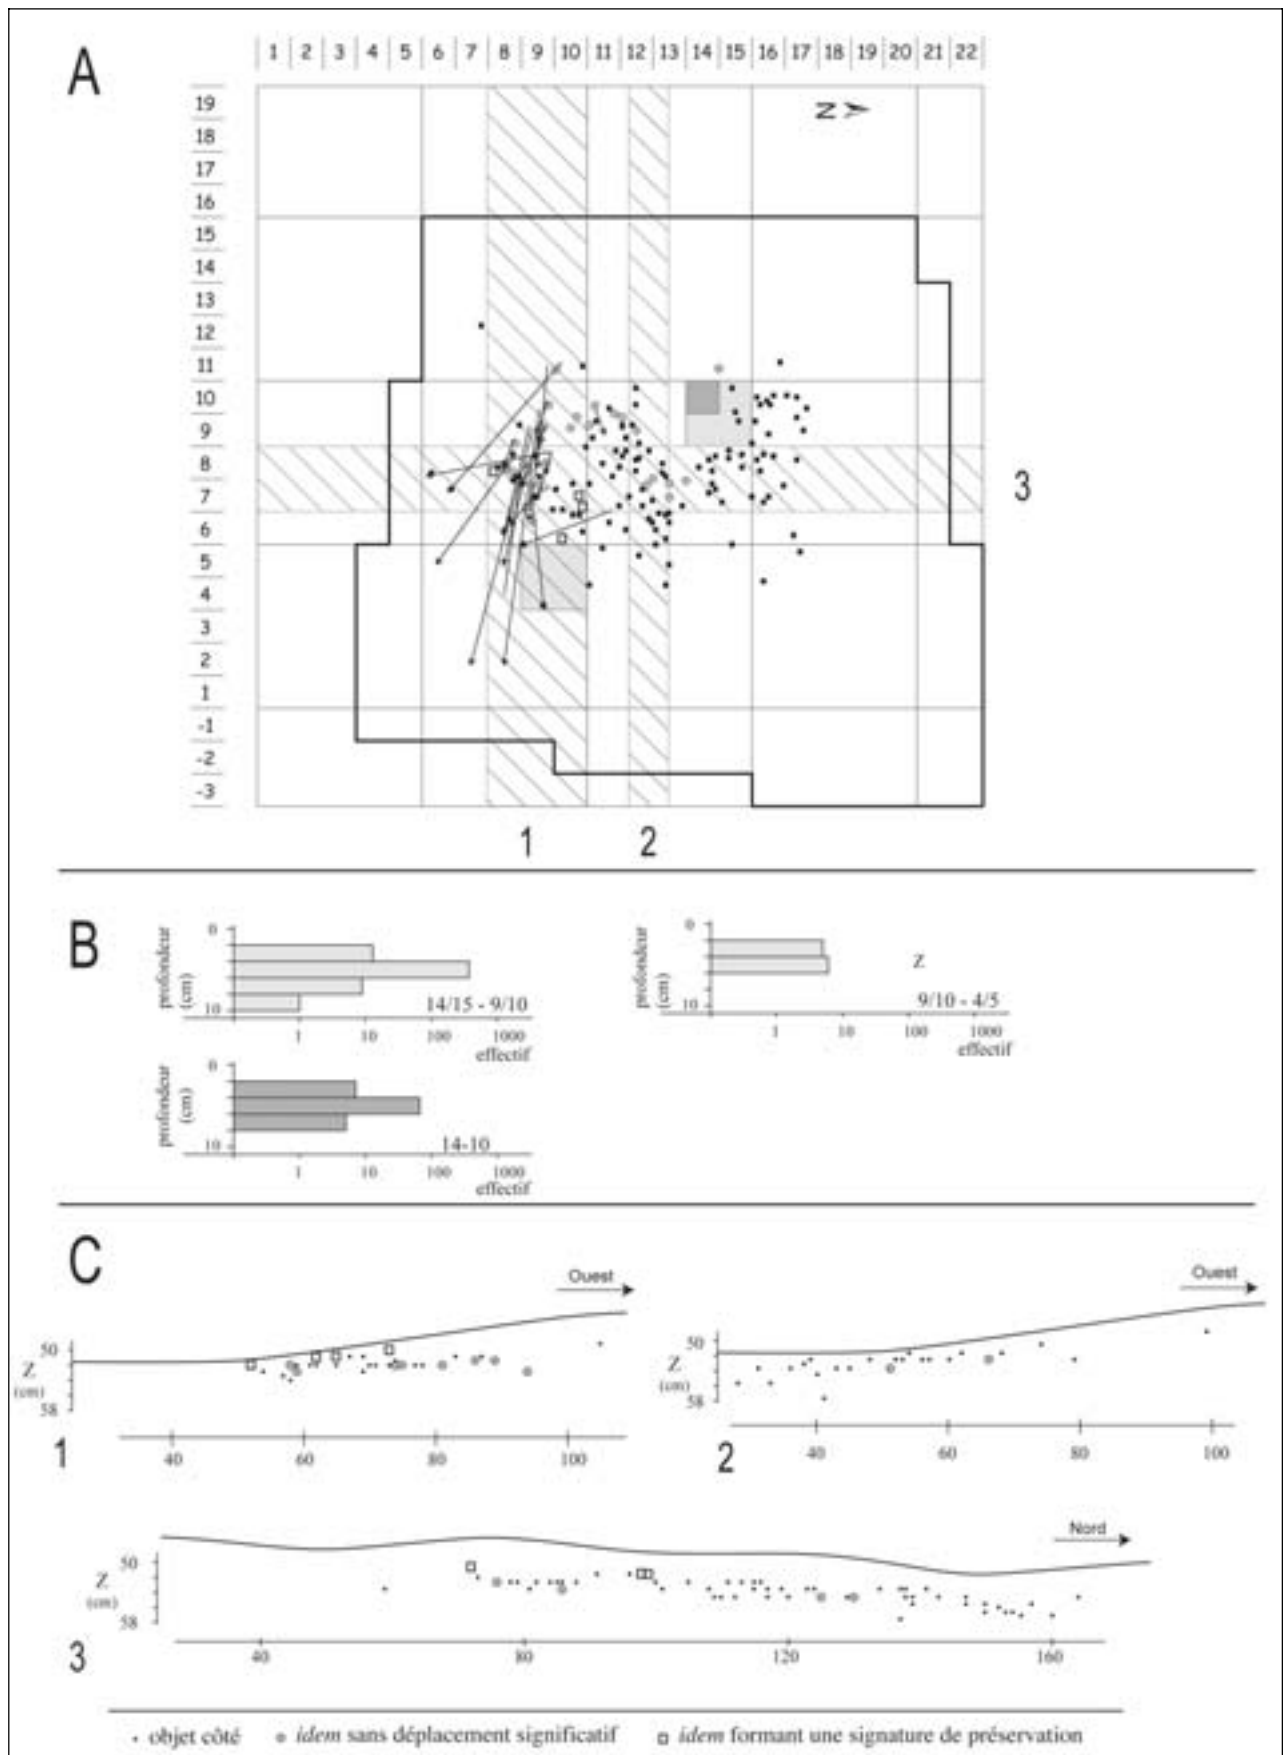 A
1 2 3 4 5 6 7 8 9 10 11 12 13 14 15 16 17 18 19 20 21 22
N
19
18
17
16
15
14
13
12
11
10
9
8
7
6
5
4
3
2
1
-1
-2
-3
3
1 2
B
profondeur
(cm)
0
10
14/15 - 9/10
1 10 100 1000
effectif
profondeur
(cm)
0
10
Z
9/10 - 4/5
1 10 100 1000
effectif
profondeur
(cm)
0
10
14-10
1 10 100 1000
effectif
C
Ouest
50
Z
(cm)
58
1
40 60 80 100
Ouest
50
Z
(cm)
58
2
40 60 80 100
Nord
50
Z
(cm)
58
3
40 80 120 160
objet côté idem sans déplacement significatif idem formant une signature de préservation